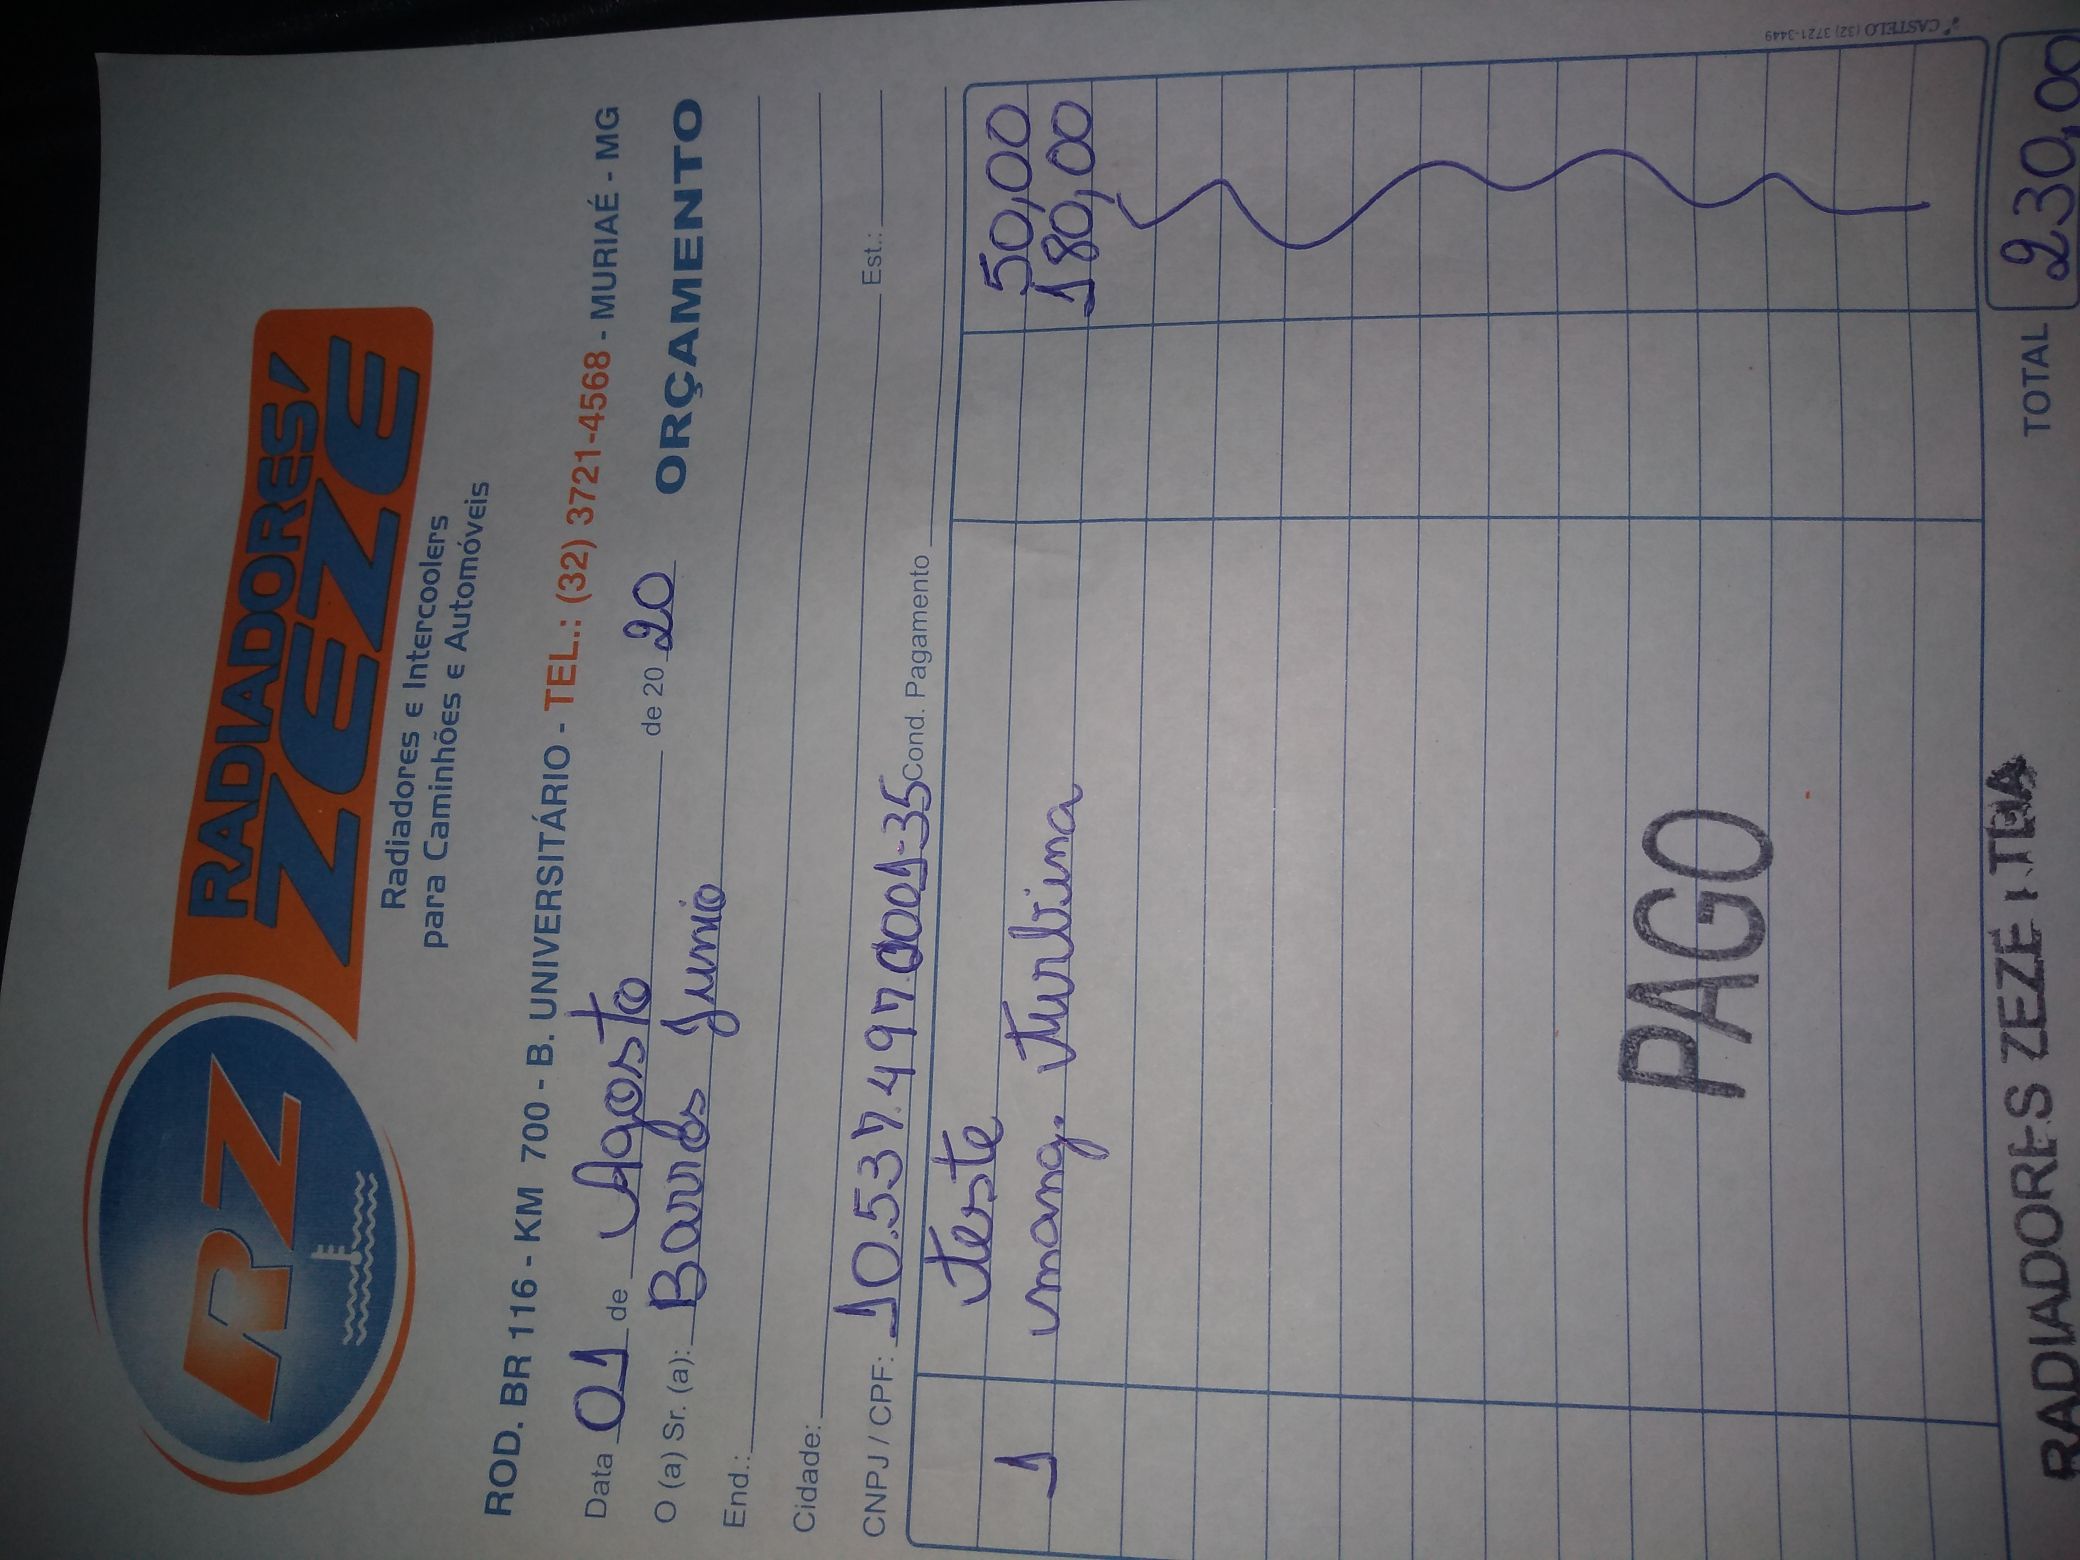 RZ
RADIADORES
ZEZE
Radiadores e Intercoolers
para Caminhões e Automóveis
ROD. BR 116 - KM 700 - B. UNIVERSITÁRIO - TEL.: (32) 3721-4568 - MURIAÉ - MG
Data 01 de Agosto de 20 20 ORÇAMENTO
O (a) Sr. (a): Barros Junio
End.:
Cidade: Est.:
CNPJ / CPF: 10.537.497.0001-35 Cond. Pagamento
Teste 50,00
1 mang. turbina 180,00
PAGO
TOTAL 230,00
RADIADORES ZEZE LTDA
CASTELO (32) 3721-3449